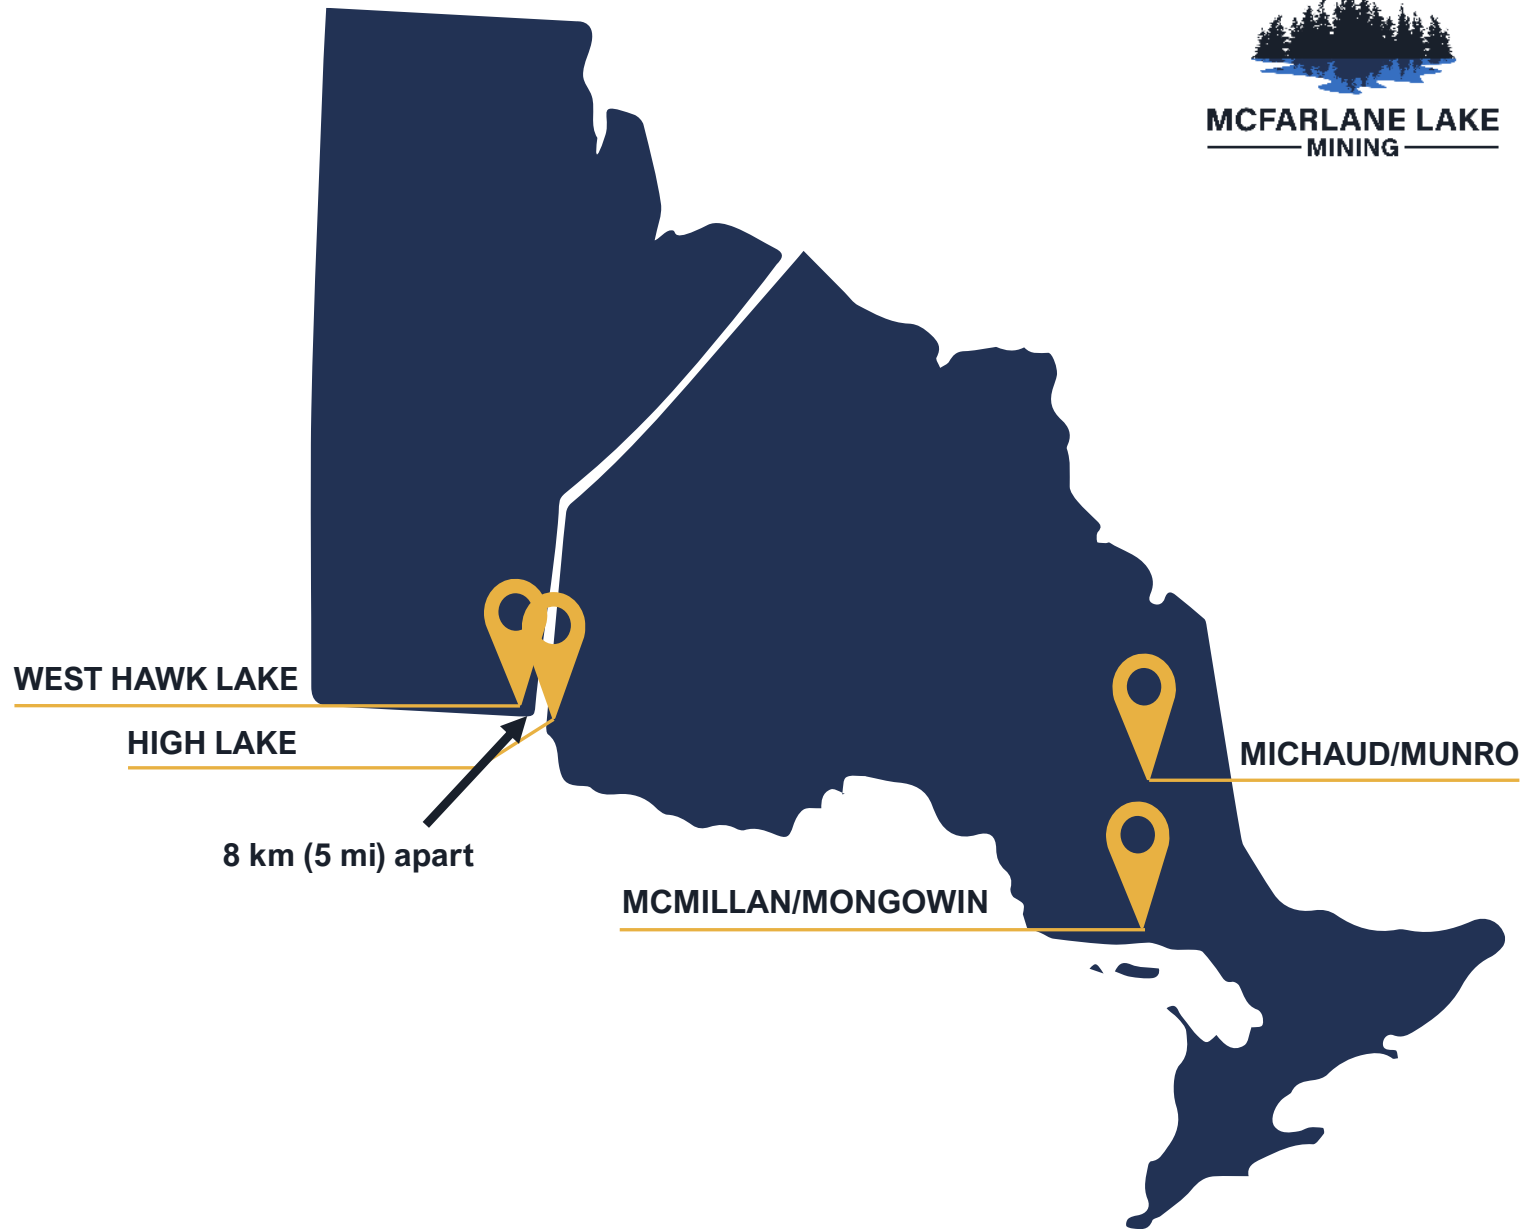 MCFARLANE LAKE
MINING
WEST HAWK LAKE
HIGH LAKE
MICHAUD/MUNRO
8 km (5 mi) apart
MCMILLAN/MONGOWIN